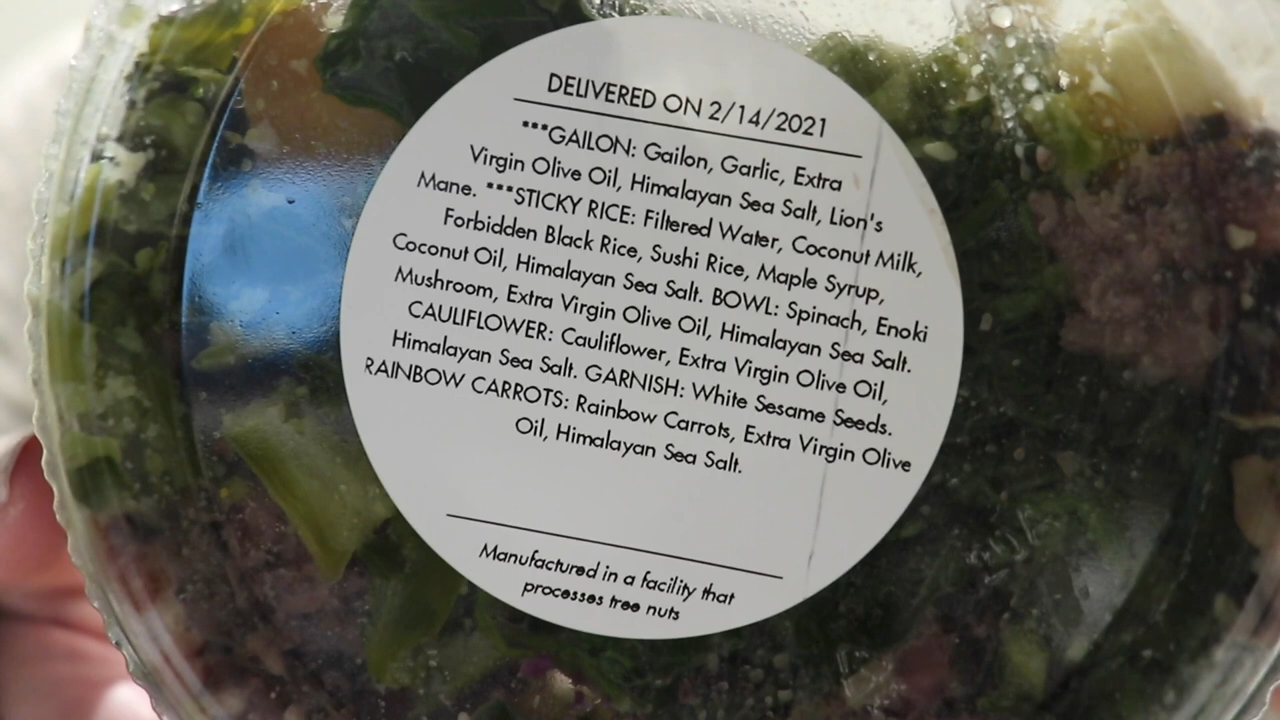 DELIVERED ON 2/14/2021
***GAILON: Gailon, Garlic, Extra
Virgin Olive Oil, Himalayan Sea Salt, Lion's
Mane. ***STICKY RICE: Filtered Water, Coconut Milk,
Forbidden Black Rice, Sushi Rice, Maple Syrup,
Coconut Oil, Himalayan Sea Salt. BOWL: Spinach, Enoki
Mushroom, Extra Virgin Olive Oil, Himalayan Sea Salt.
CAULIFLOWER: Cauliflower, Extra Virgin Olive Oil,
Himalayan Sea Salt. GARNISH: White Sesame Seeds.
RAINBOW CARROTS: Rainbow Carrots, Extra Virgin Olive
Oil, Himalayan Sea Salt.
Manufactured in a facility that
processes tree nuts